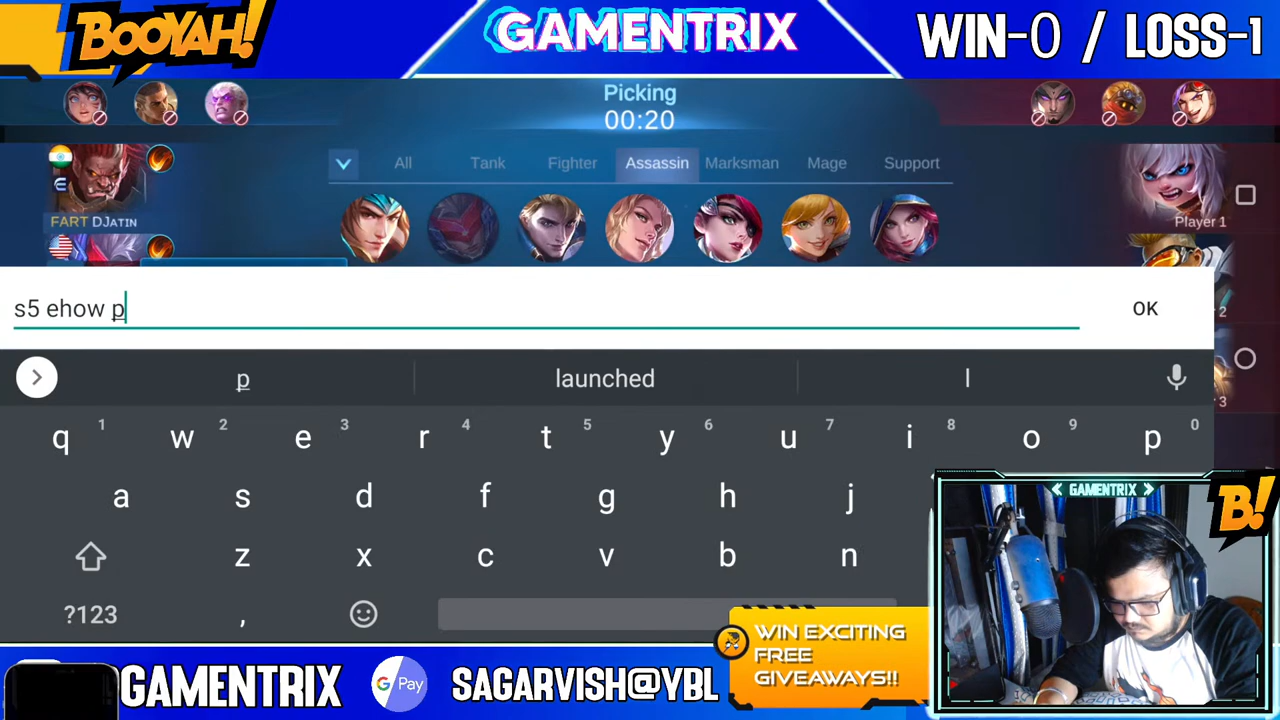 BOOYAH!
GAMENTRIX
WIN-0 / LOSS-1
Picking
00:20
All Tank Fighter Assassin Marksman Mage Support
FART DJATIN
Player 1
2
3
s5 ehow p
OK
p launched l
q 1 w 2 e 3 r 4 t 5 y 6 u 7 i 8 o 9 p 0
a s d f g h j
z x c v b n
?123 ,
GAMENTRIX
B!
WIN EXCITING
FREE
GIVEAWAYS!!
GAMENTRIX
G Pay
SAGARVISH@YBL